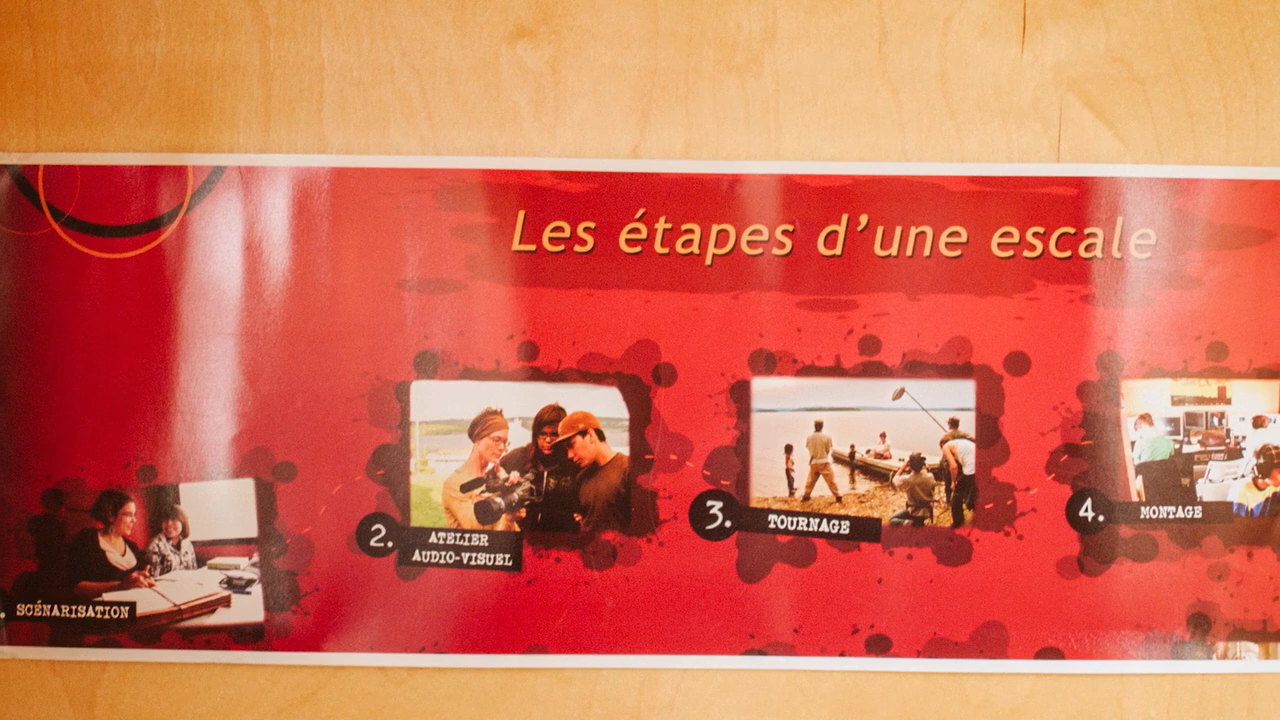 Les étapes d'une escale
. SCÉNARISATION
2. ATELIER
AUDIO-VISUEL
3. TOURNAGE
4. MONTAGE